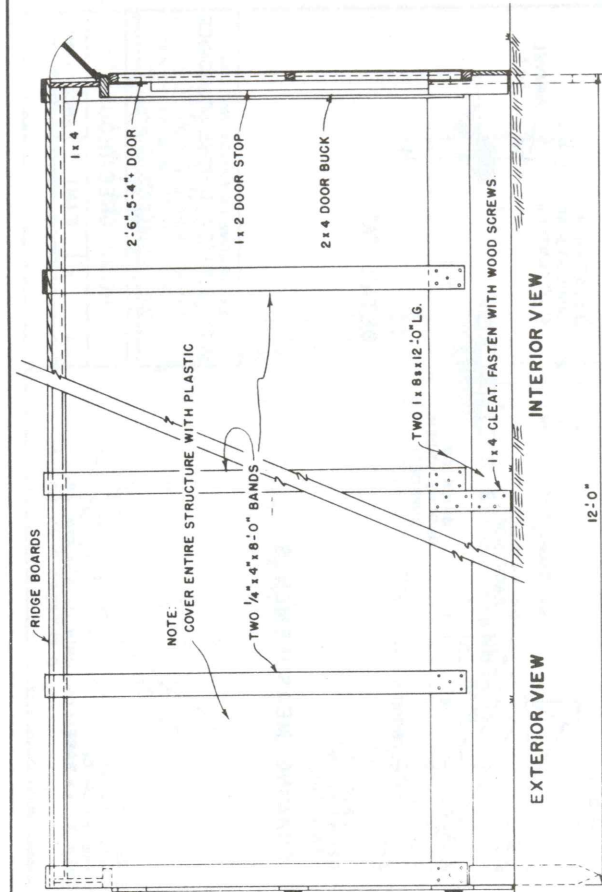 RIDGE BOARDS
1 x 4
2'-6"-5'-4"+ DOOR
1 x 2 DOOR STOP
2 x 4 DOOR BUCK
NOTE:
COVER ENTIRE STRUCTURE WITH PLASTIC
TWO 1/4" x 4" x 8'-0" BANDS
TWO 1 x 8s x 12'-0" LG.
1 x 4 CLEAT. FASTEN WITH WOOD SCREWS.
EXTERIOR VIEW
INTERIOR VIEW
12'-0"